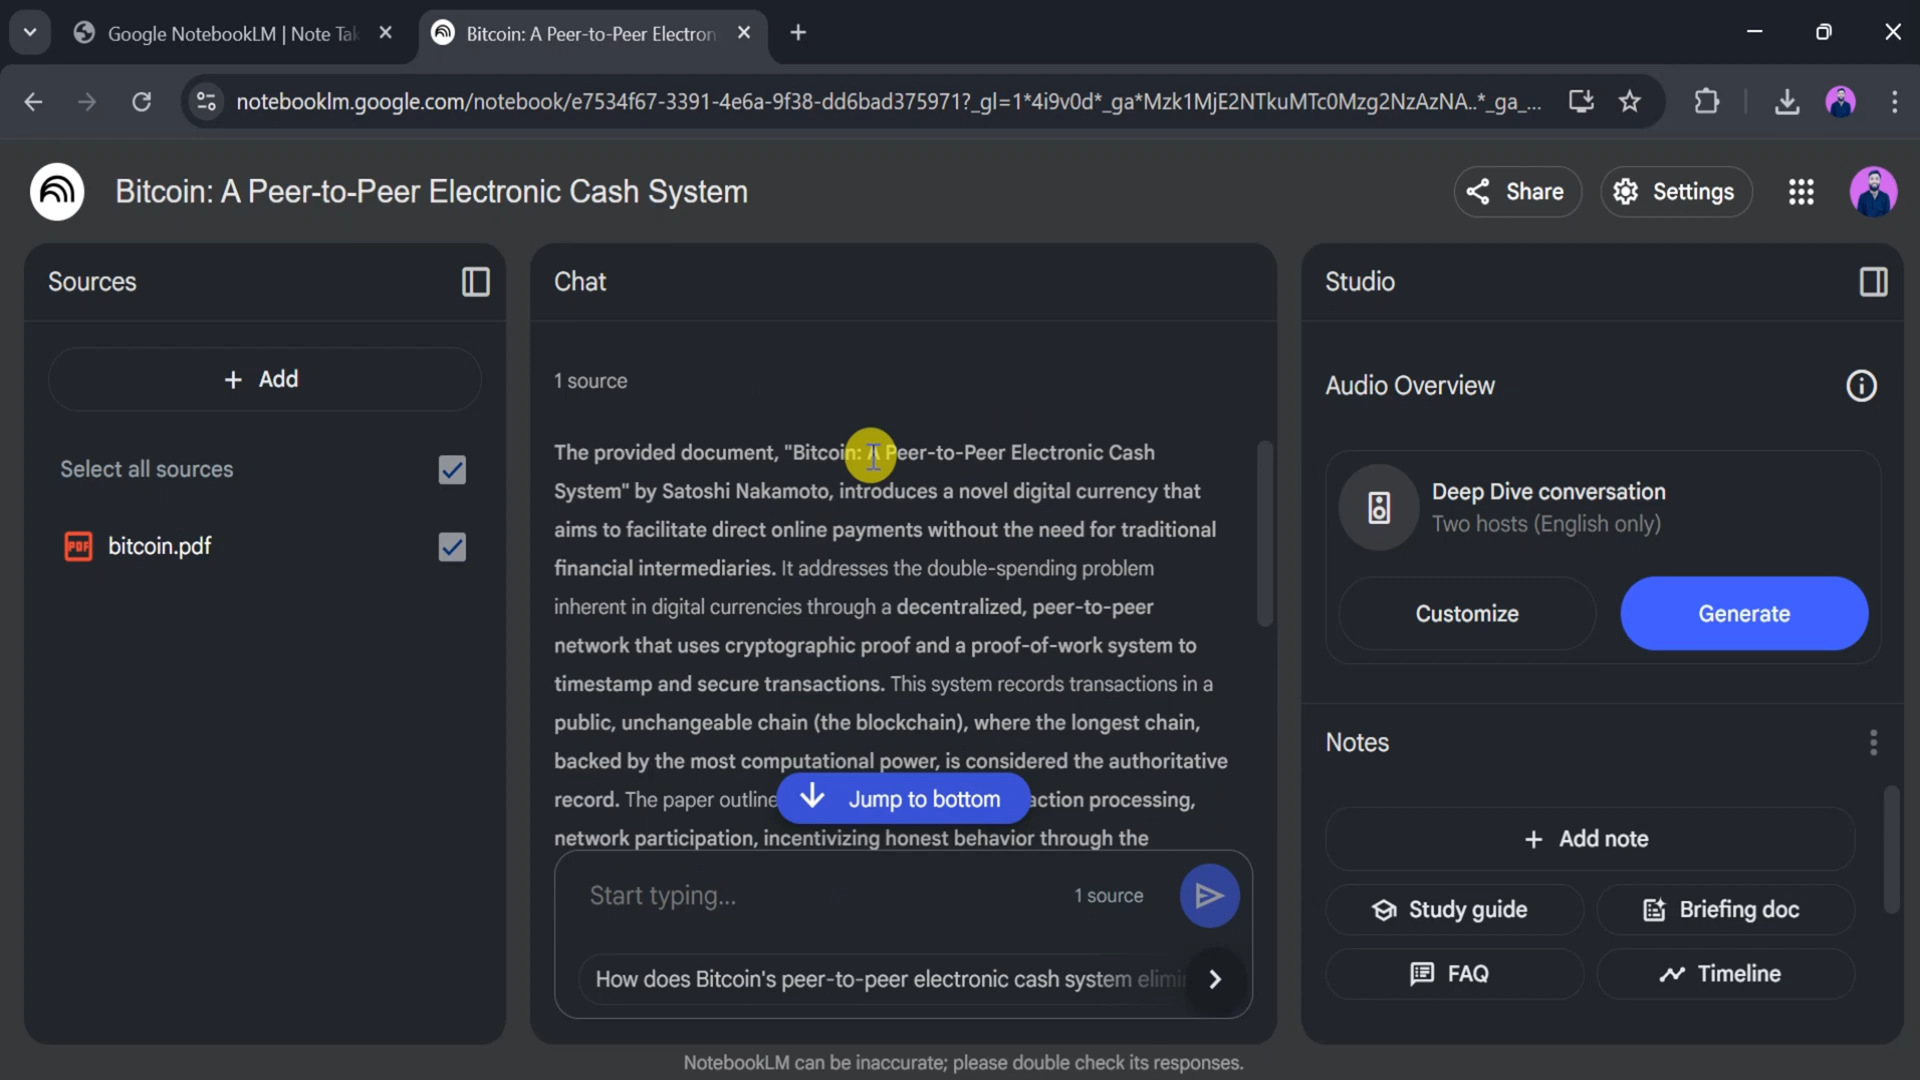 Google NotebookLM | Note Tak
Bitcoin: A Peer-to-Peer Electron
notebooklm.google.com/notebook/e7534f67-3391-4e6a-9f38-dd6bad375971?_gl=1*4i9v0d*_ga*Mzk1MjE2NTkuMTc0Mzg2NzAzNA..*_ga_...
Bitcoin: A Peer-to-Peer Electronic Cash System
Share
Settings
Sources
+ Add
Select all sources
PDF bitcoin.pdf
Chat
1 source
The provided document, "Bitcoin: A Peer-to-Peer Electronic Cash
System" by Satoshi Nakamoto, introduces a novel digital currency that
aims to facilitate direct online payments without the need for traditional
financial intermediaries. It addresses the double-spending problem
inherent in digital currencies through a decentralized, peer-to-peer
network that uses cryptographic proof and a proof-of-work system to
timestamp and secure transactions. This system records transactions in a
public, unchangeable chain (the blockchain), where the longest chain,
backed by the most computational power, is considered the authoritative
record. The paper outline
Jump to bottom
action processing,
network participation, incentivizing honest behavior through the
Start typing...
1 source
How does Bitcoin's peer-to-peer electronic cash system elimi
Studio
Audio Overview
Deep Dive conversation
Two hosts (English only)
Customize
Generate
Notes
+ Add note
Study guide
Briefing doc
FAQ
Timeline
NotebookLM can be inaccurate; please double check its responses.